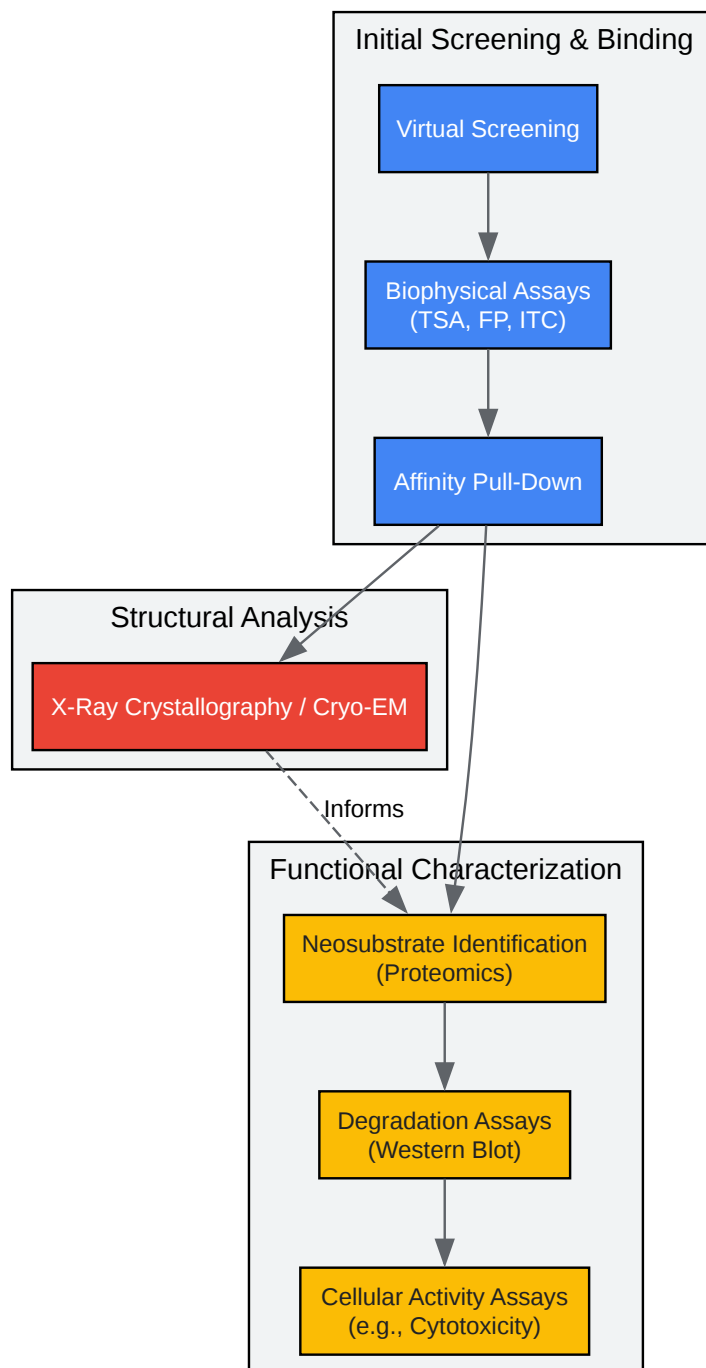 Initial Screening & Binding
Virtual Screening
Biophysical Assays
(TSA, FP, ITC)
Affinity Pull-Down
Structural Analysis
X-Ray Crystallography / Cryo-EM
Informs
Functional Characterization
Neosubstrate Identification
(Proteomics)
Degradation Assays
(Western Blot)
Cellular Activity Assays
(e.g., Cytotoxicity)